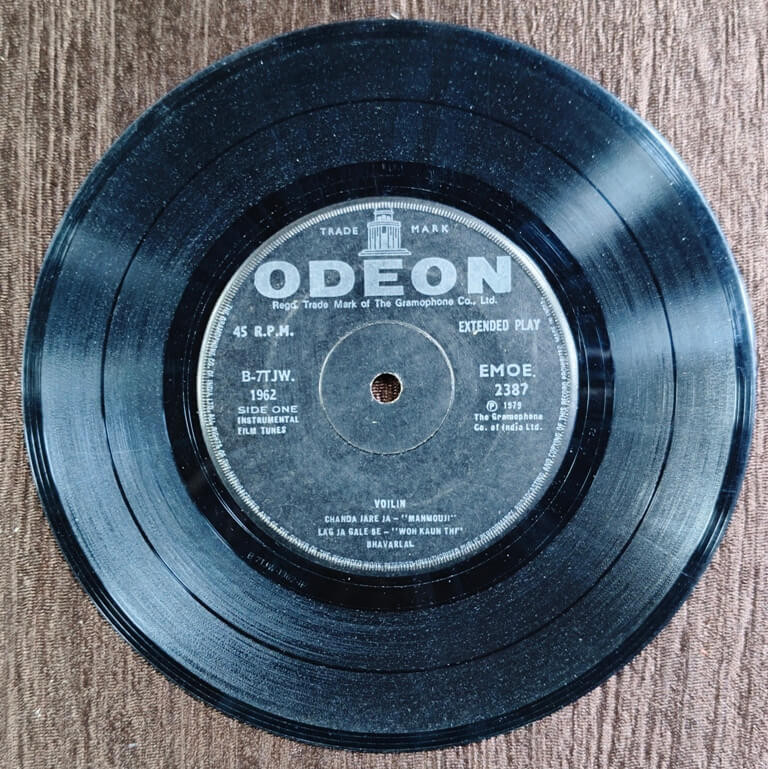 TRADE MARK
ODEON
Regd. Trade Mark of The Gramophone Co., Ltd.
45 R.P.M.
EXTENDED PLAY
B-7TJW.
1962
SIDE ONE
INSTRUMENTAL
FILM TUNES
EMOE.
2387
Ⓟ 1979
The Gramophone
Co. of India Ltd.
VOILIN
CHANDA JARE JA – "MANMOUJI"
LAG JA GALE SE – "WOH KAUN THI"
BHAVARLAL